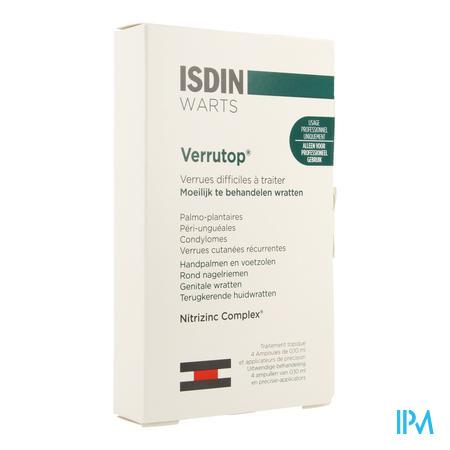 ISDIN
WARTS
USAGE
PROFESSIONNEL
UNIQUEMENT
ALLEEN VOOR
PROFESSIONEEL
GEBRUIK
Verrutop®
Verrues difficiles à traiter
Moeilijk te behandelen wratten
Palmo-plantaires
Péri-unguéales
Condylomes
Verrues cutanées récurrentes
Handpalmen en voetzolen
Rond nagelriemen
Genitale wratten
Terugkerende huidwratten
Nitrizinc Complex®
Traitement topique
4 Ampoules de 0,10 ml
et applicateurs de precision
Uitwendige behandeling
4 ampullen van 0,10 ml
en precisie-applicators
IPM